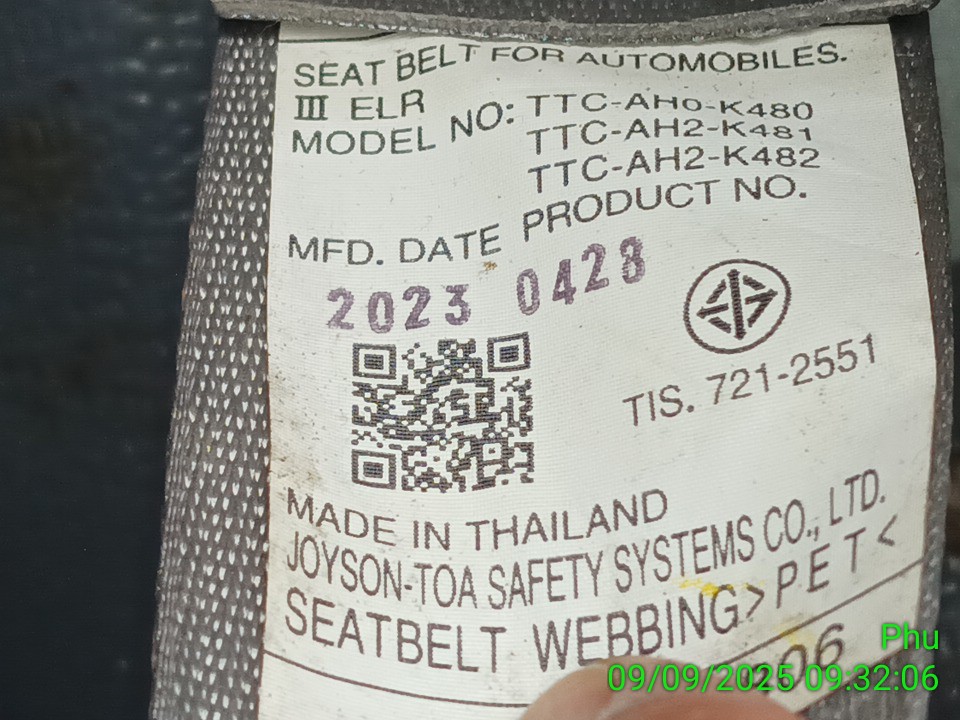 SEAT BELT FOR AUTOMOBILES.
III ELR
MODEL NO: TTC-AH0-K480
TTC-AH2-K481
TTC-AH2-K482
MFD. DATE PRODUCT NO.
2023 0428
TIS. 721-2551
MADE IN THAILAND
JOYSON-TOA SAFETY SYSTEMS CO., LTD.
SEATBELT WEBBING>PET<
06
Phu
09/09/2025 09:32:06